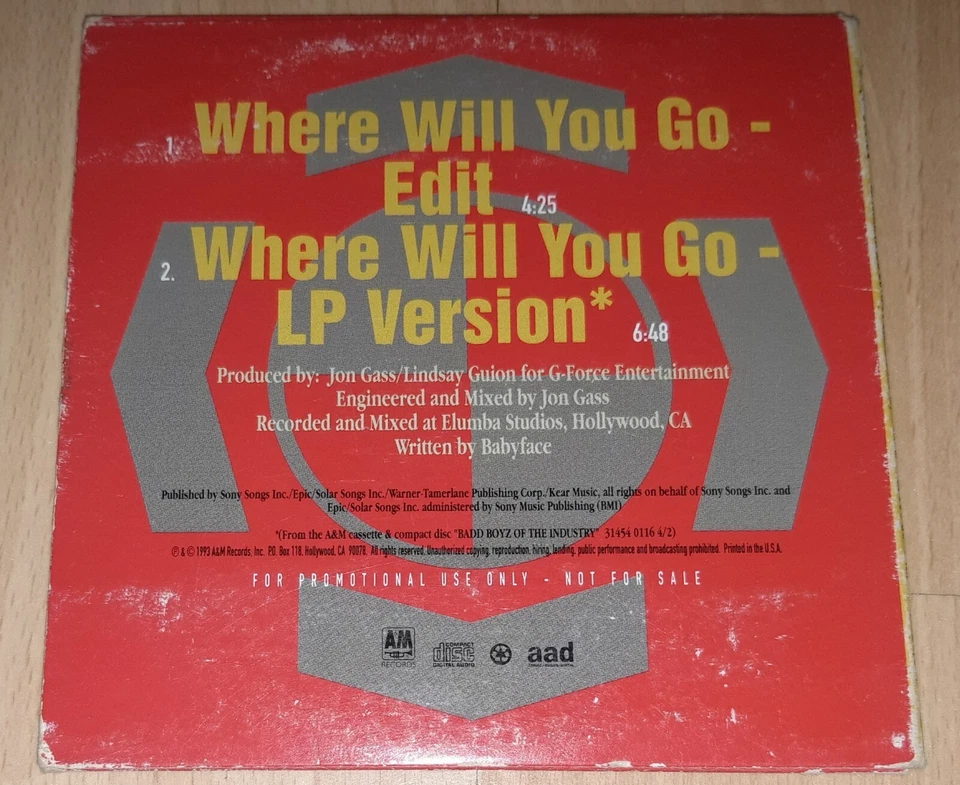 1. Where Will You Go -
Edit 4:25
2. Where Will You Go -
LP Version* 6:48
Produced by: Jon Gass/Lindsay Guion for G-Force Entertainment
Engineered and Mixed by Jon Gass
Recorded and Mixed at Elumba Studios, Hollywood, CA
Written by Babyface
Published by Sony Songs Inc./Epic/Solar Songs Inc./Warner-Tamerlane Publishing Corp./Kear Music, all rights on behalf of Sony Songs Inc. and
Epic/Solar Songs Inc. administered by Sony Music Publishing (BMI)
*(From the A&M cassette & compact disc "BADD BOYZ OF THE INDUSTRY" 31454 0116 4/2)
℗ & © 1993 A&M Records, Inc. P.O. Box 118, Hollywood, CA 90078. All rights reserved. Unauthorized copying, reproduction, hiring, lending, public performance and broadcasting prohibited. Printed in the U.S.A.
FOR PROMOTIONAL USE ONLY - NOT FOR SALE
A&M
RECORDS
COMPACT
disc
DIGITAL AUDIO
aad